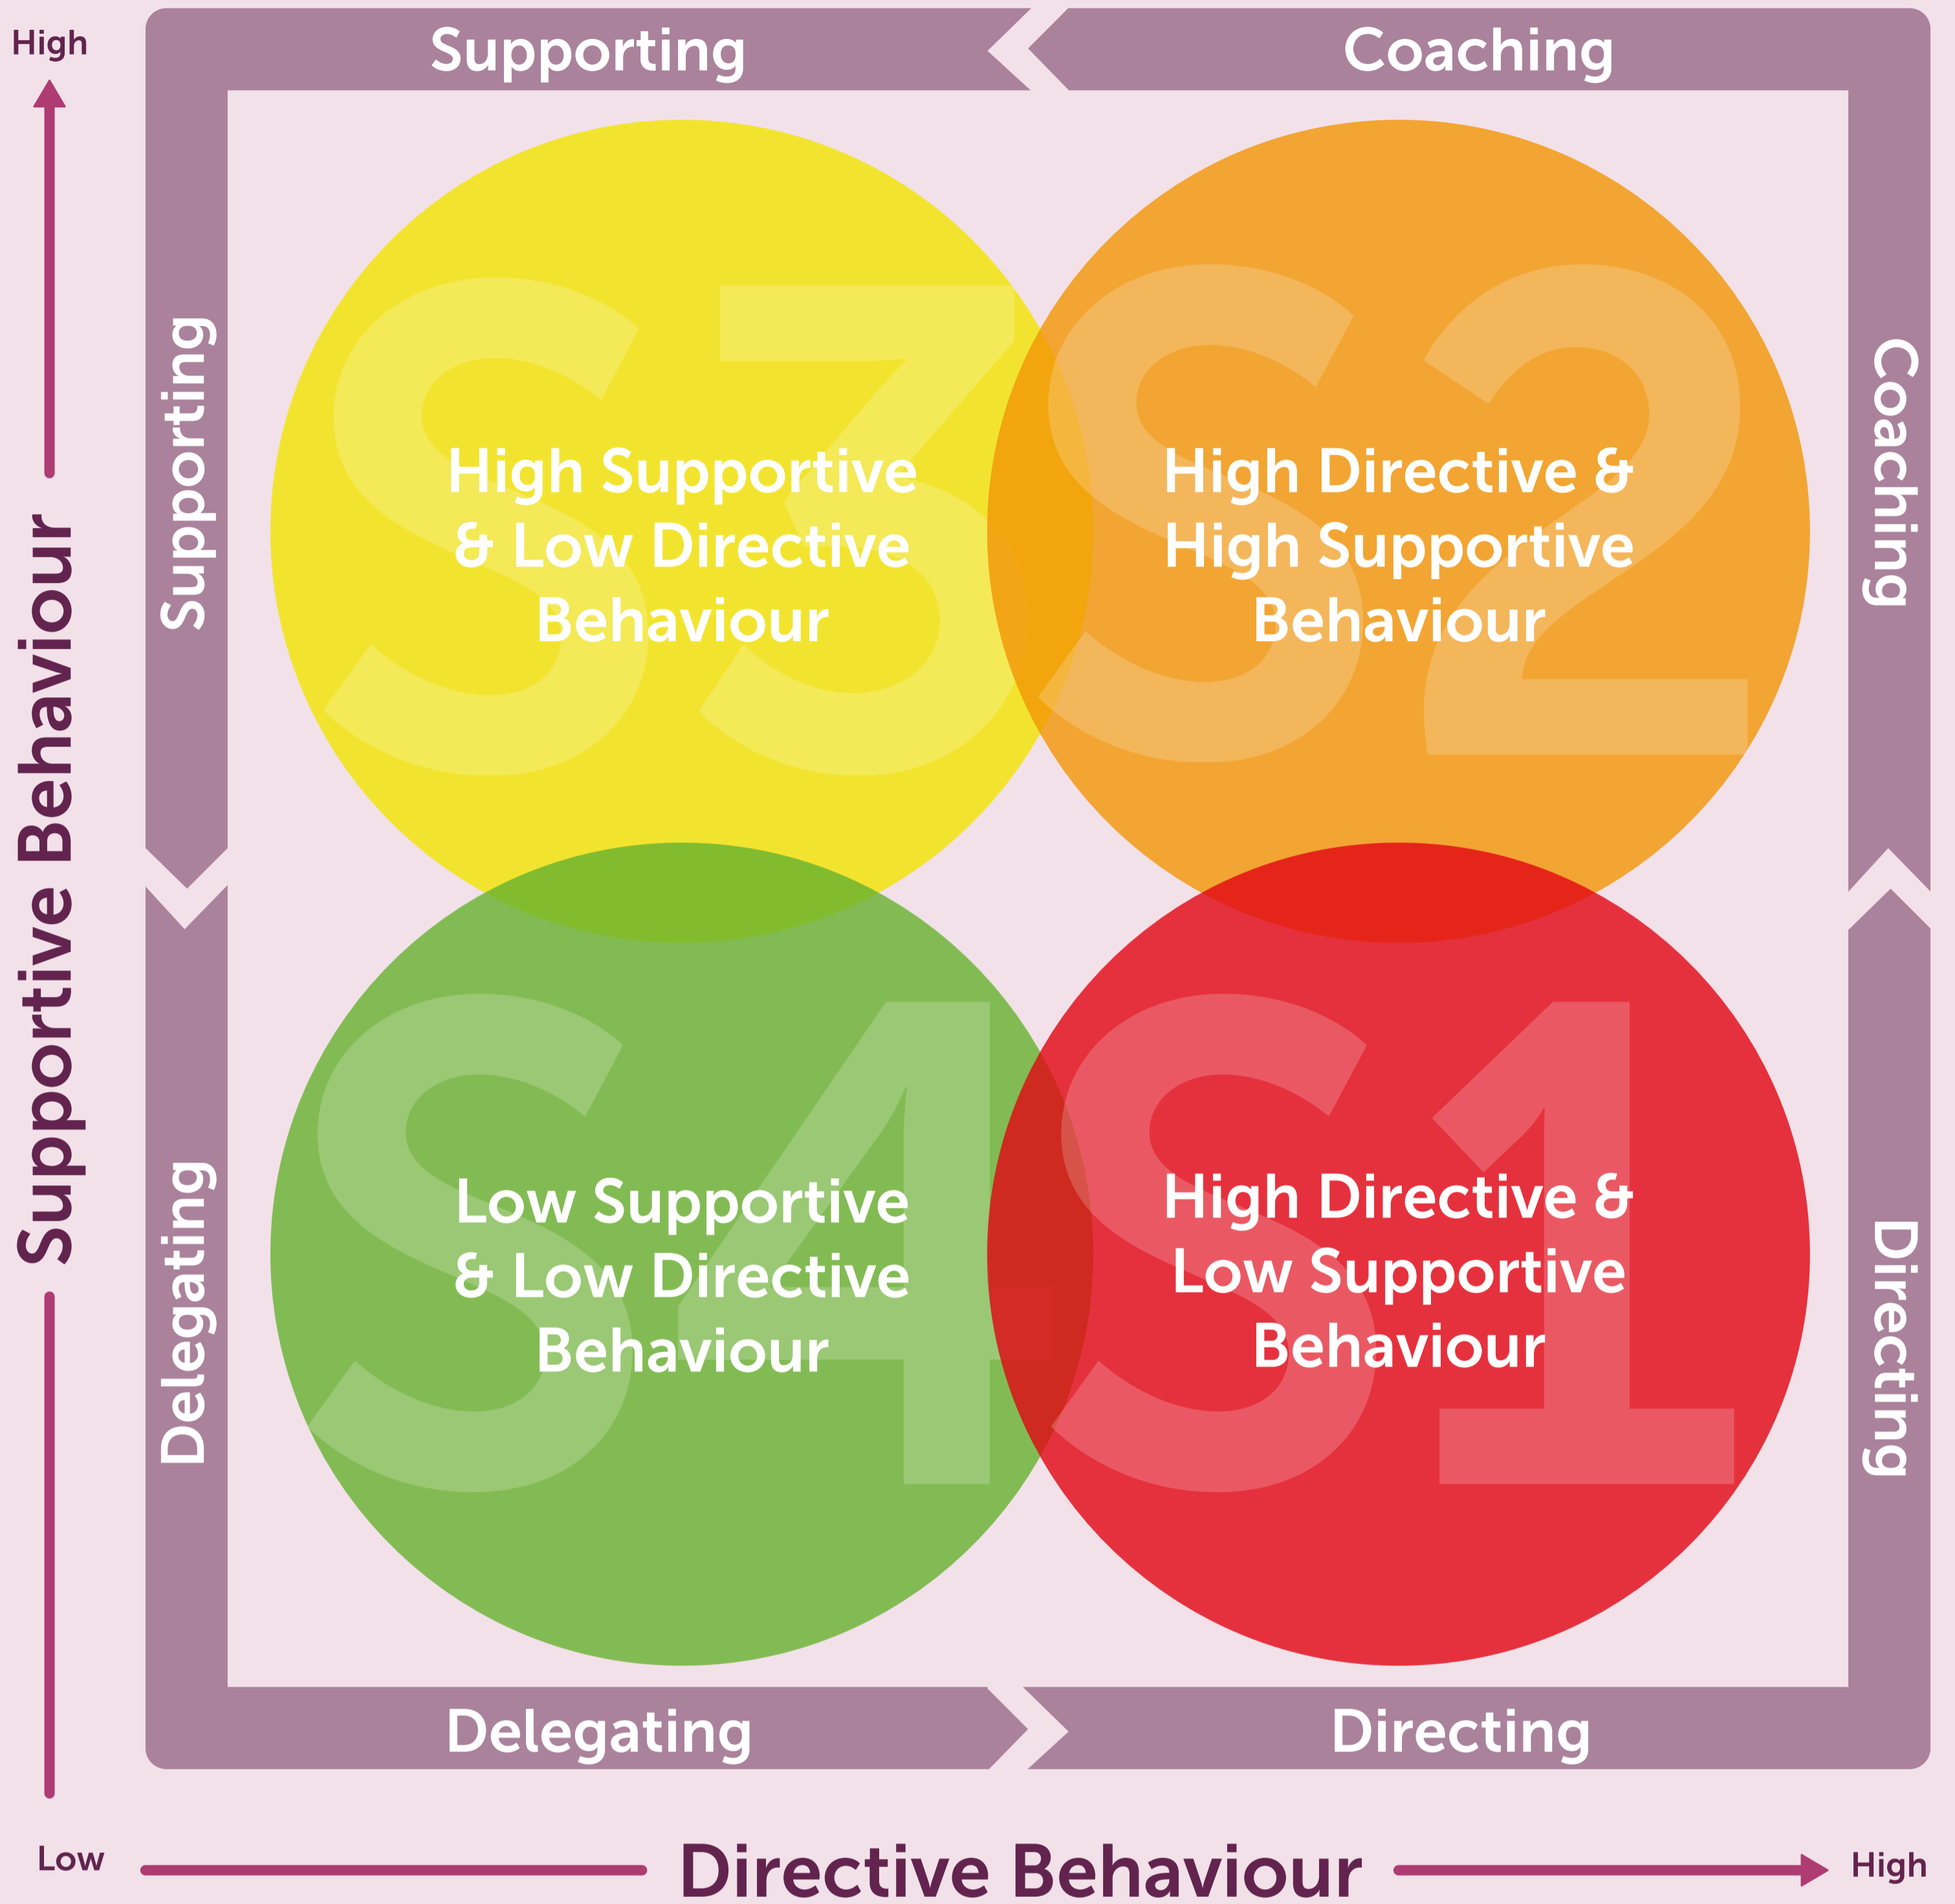 High
Supporting
Coaching
Supportive Behaviour
Supporting
Coaching
S3
High Supportive
& Low Directive
Behaviour
S2
High Directive &
High Supportive
Behaviour
Delegating
Directing
S4
Low Supportive
& Low Directive
Behaviour
S1
High Directive &
Low Supportive
Behaviour
Delegating
Directing
Low
Directive Behaviour
High